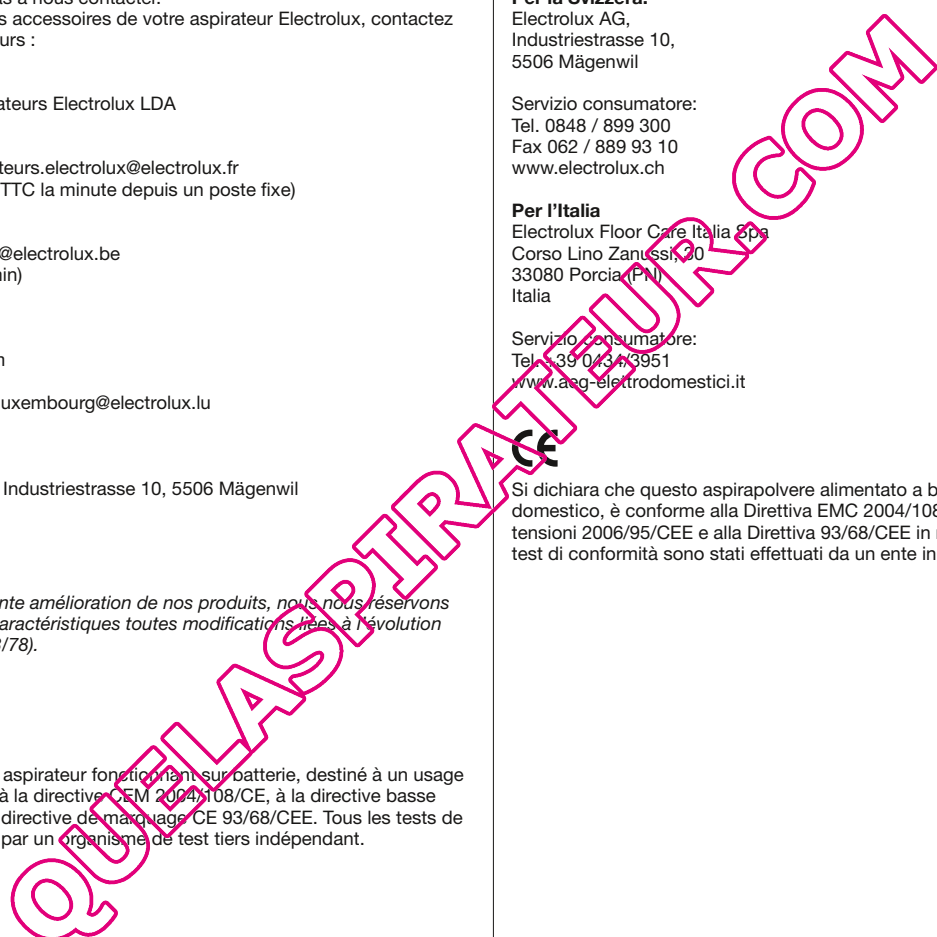 as à nous contacter.
s accessoires de votre aspirateur Electrolux, contactez
urs :
ateurs Electrolux LDA
teurs.electrolux@electrolux.fr
TTC la minute depuis un poste fixe)
@electrolux.be
in)
uxembourg@electrolux.lu
Industriestrasse 10, 5506 Mägenwil
nte amélioration de nos produits, nous nous réservons
aractéristiques toutes modifications liées à l'évolution
/78).
aspirateur fonctionnant sur batterie, destiné à un usage
à la directive CEM 2004/108/CE, à la directive basse
directive de marquage CE 93/68/CEE. Tous les tests de
par un organisme de test tiers indépendant.
Per la Svizzera:
Electrolux AG,
Industriestrasse 10,
5506 Mägenwil
Servizio consumatore:
Tel. 0848 / 899 300
Fax 062 / 889 93 10
www.electrolux.ch
Per l’Italia
Electrolux Floor Care Italia Spa
Corso Lino Zanussi, 30
33080 Porcia (PN)
Italia
Servizio consumatore:
Tel. +39 0434/3951
www.aeg-elettrodomestici.it
CE
Si dichiara che questo aspirapolvere alimentato a b
domestico, è conforme alla Direttiva EMC 2004/108
tensioni 2006/95/CEE e alla Direttiva 93/68/CEE in
test di conformità sono stati effettuati da un ente in
QUELASPIRATEUR.COM